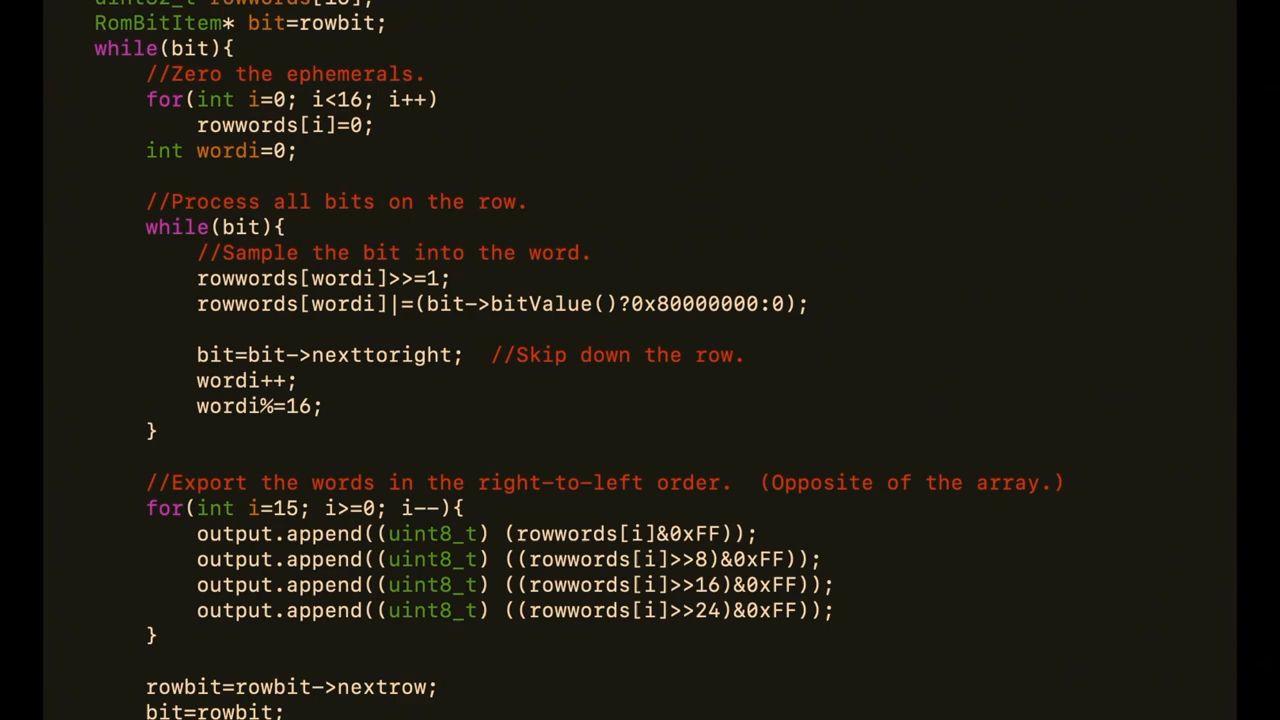 RomBitItem* bit=rowbit;
while(bit){
//Zero the ephemerals.
for(int i=0; i<16; i++)
rowwords[i]=0;
int wordi=0;
//Process all bits on the row.
while(bit){
//Sample the bit into the word.
rowwords[wordi]>>=1;
rowwords[wordi]|=(bit->bitValue()?0x80000000:0);
bit=bit->nexttoright;  //Skip down the row.
wordi++;
wordi%=16;
}
//Export the words in the right-to-left order.  (Opposite of the array.)
for(int i=15; i>=0; i--){
output.append((uint8_t) (rowwords[i]&0xFF));
output.append((uint8_t) ((rowwords[i]>>8)&0xFF));
output.append((uint8_t) ((rowwords[i]>>16)&0xFF));
output.append((uint8_t) ((rowwords[i]>>24)&0xFF));
}
rowbit=rowbit->nextrow;
bit=rowbit;